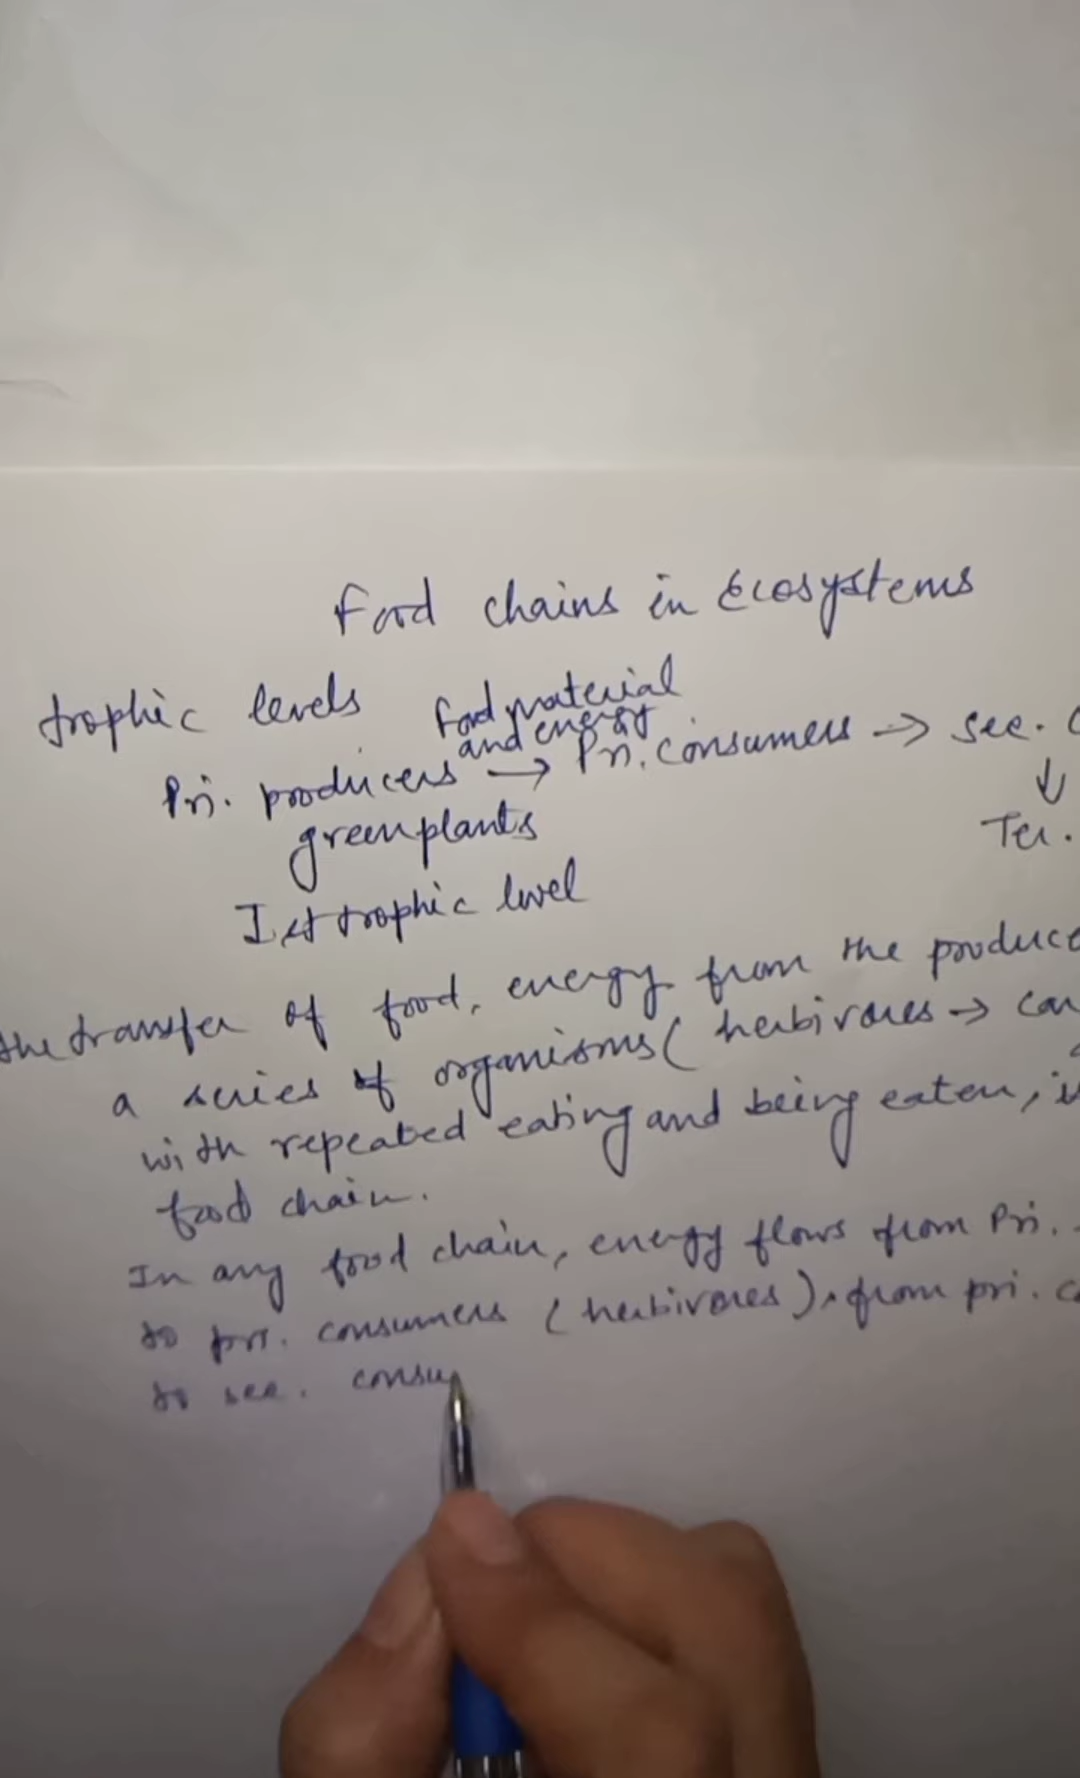 Food chains in Ecosystems
trophic levels
Food material
and energy
Pri. producers → Pri. consumers → sec. C
↓
greenplants
Ter.
Ist trophic level
the transfer of food, energy from the produce
a series of organisms ( herbivores → car
with repeated eating and being eaten, is
food chain.
In any food chain, energy flows from Pri.
to pri. consumers ( herbivores), from pri. c
to sec. consu